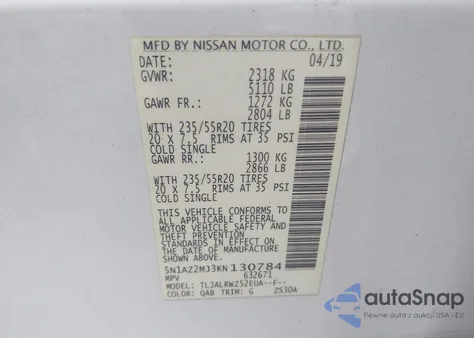 MFD BY NISSAN MOTOR CO., LTD.
DATE: 04/19
GVWR: 2318 KG
5110 LB
GAWR FR.: 1272 KG
2804 LB
WITH 235/55R20 TIRES
20 X 7.5 RIMS AT 35 PSI
COLD SINGLE
GAWR RR.: 1300 KG
2866 LB
WITH 235/55R20 TIRES
20 X 7.5 RIMS AT 35 PSI
COLD SINGLE
THIS VEHICLE CONFORMS TO
ALL APPLICABLE FEDERAL
MOTOR VEHICLE SAFETY AND
THEFT PREVENTION
STANDARDS IN EFFECT ON
THE DATE OF MANUFACTURE
SHOWN ABOVE.
5N1AZ2MJ3KN130784
MPV 632671
MODEL: TLJALRWZ52EUA--F--
COLOR: QAB TRIM: G ZS30A
autoSnap
Pewne auta z aukcji w USA i EU